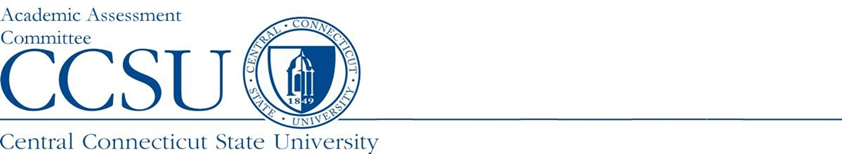 Academic Assessment
Committee
CCSU
CENTRAL · CONNECTICUT · STATE · UNIVERSITY ·
1849
Central Connecticut State University